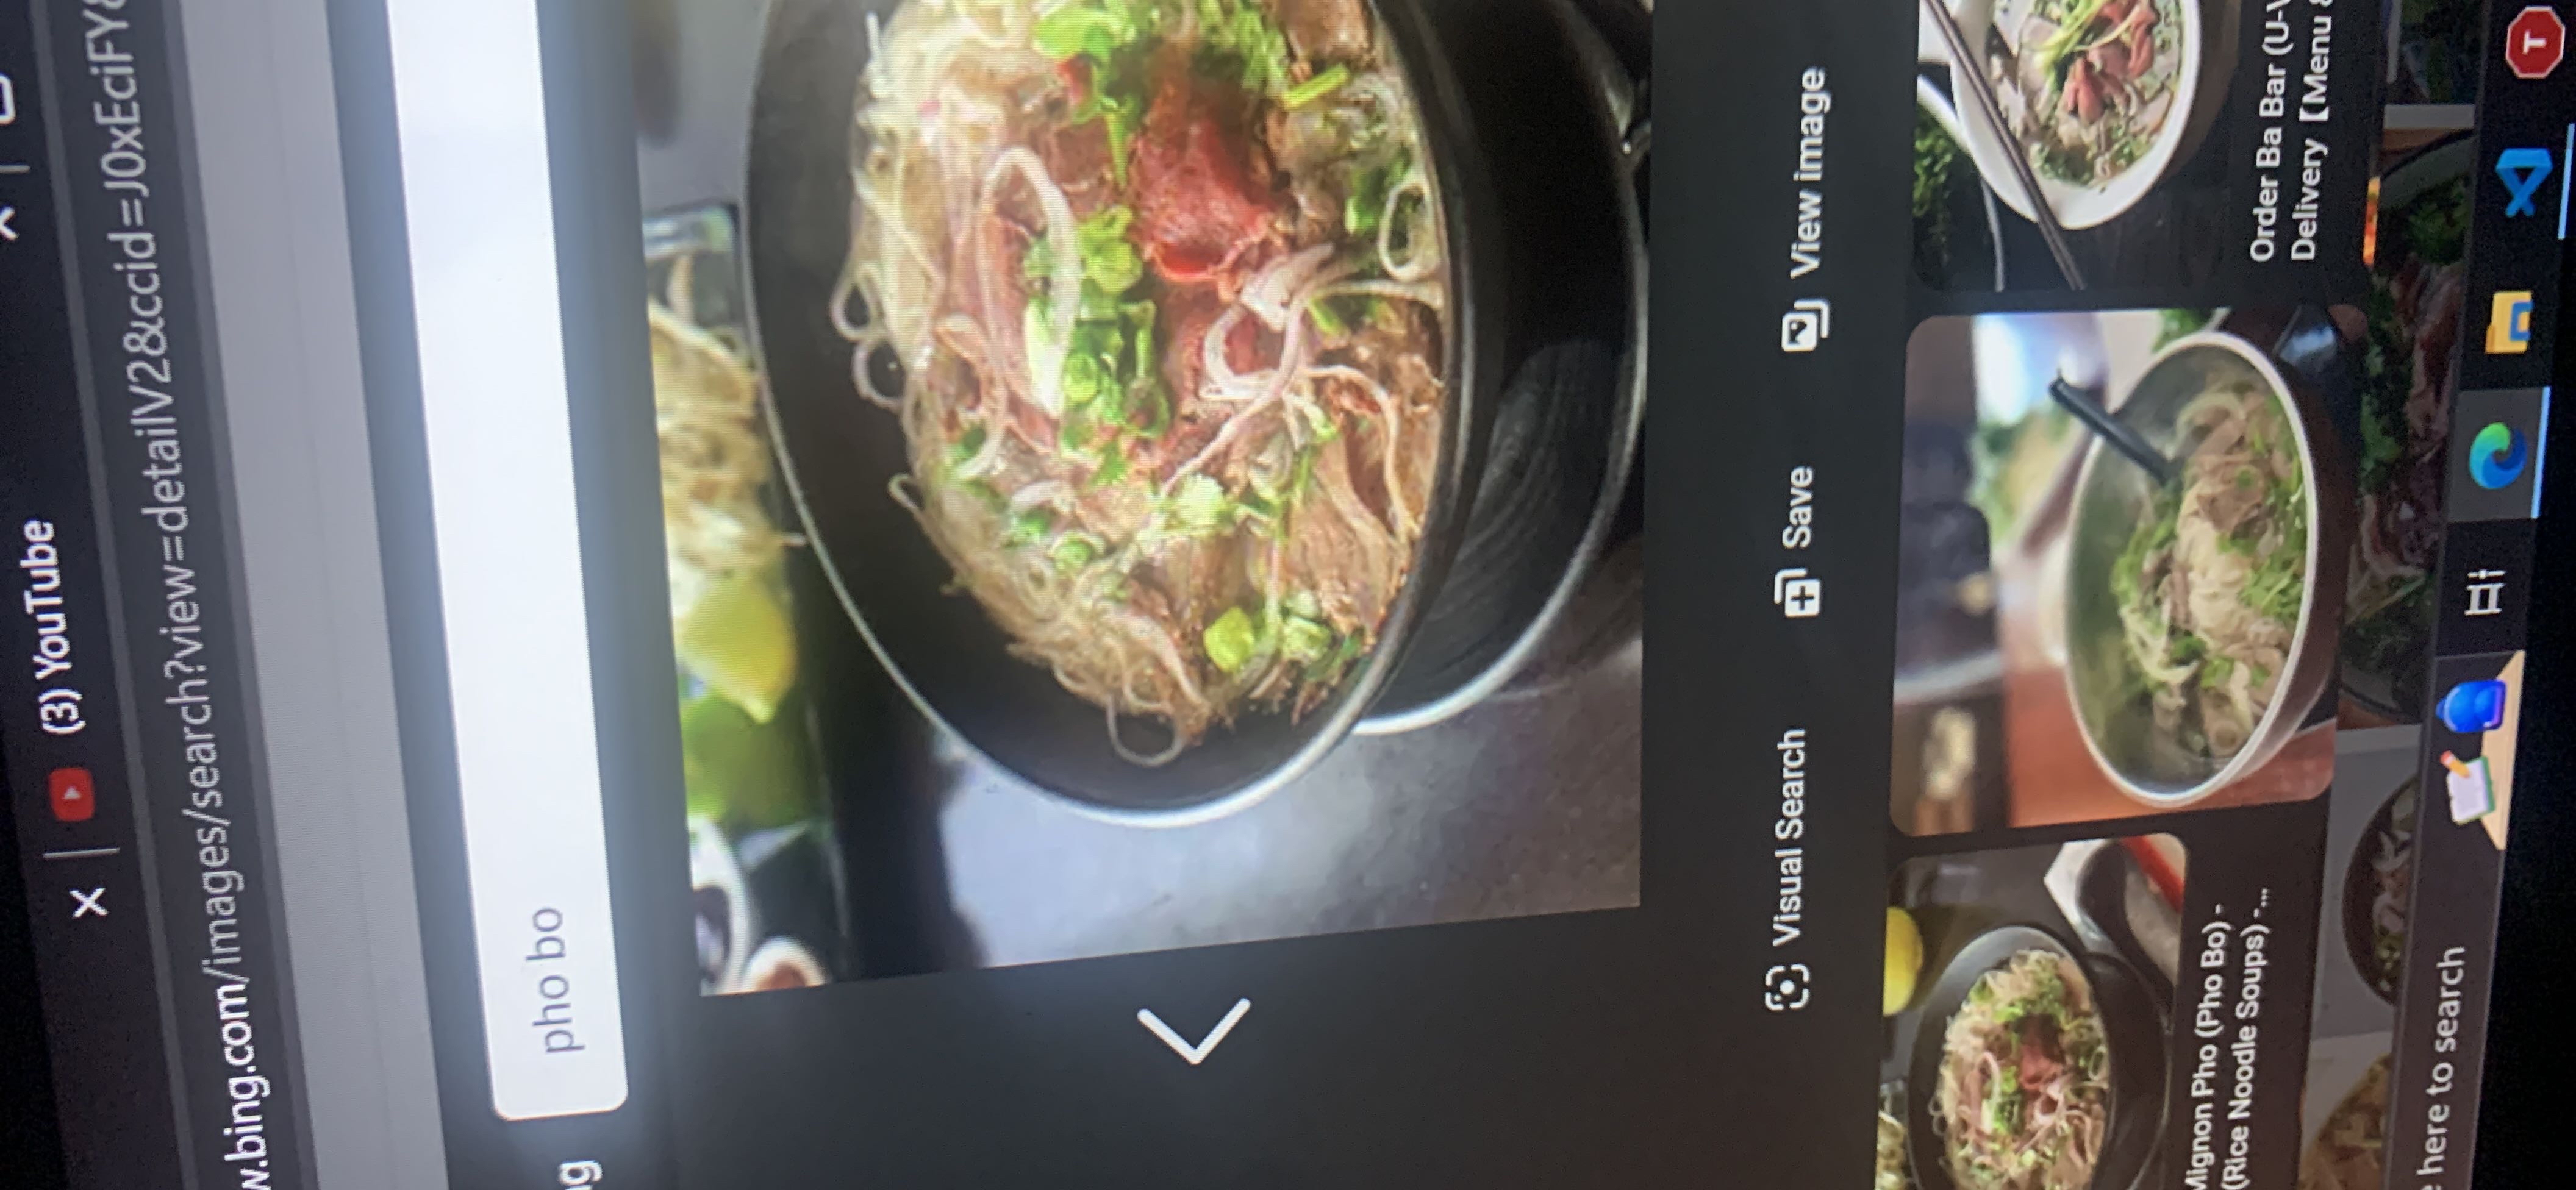 (3) YouTube
w.bing.com/images/search?view=detailV2&ccid=J0xEciFY&
ng
pho bo
Visual Search
Save
View image
Mignon Pho (Pho Bo) -
(Rice Noodle Soups) -...
Order Ba Bar (U-V
Delivery【Menu &
e here to search
T